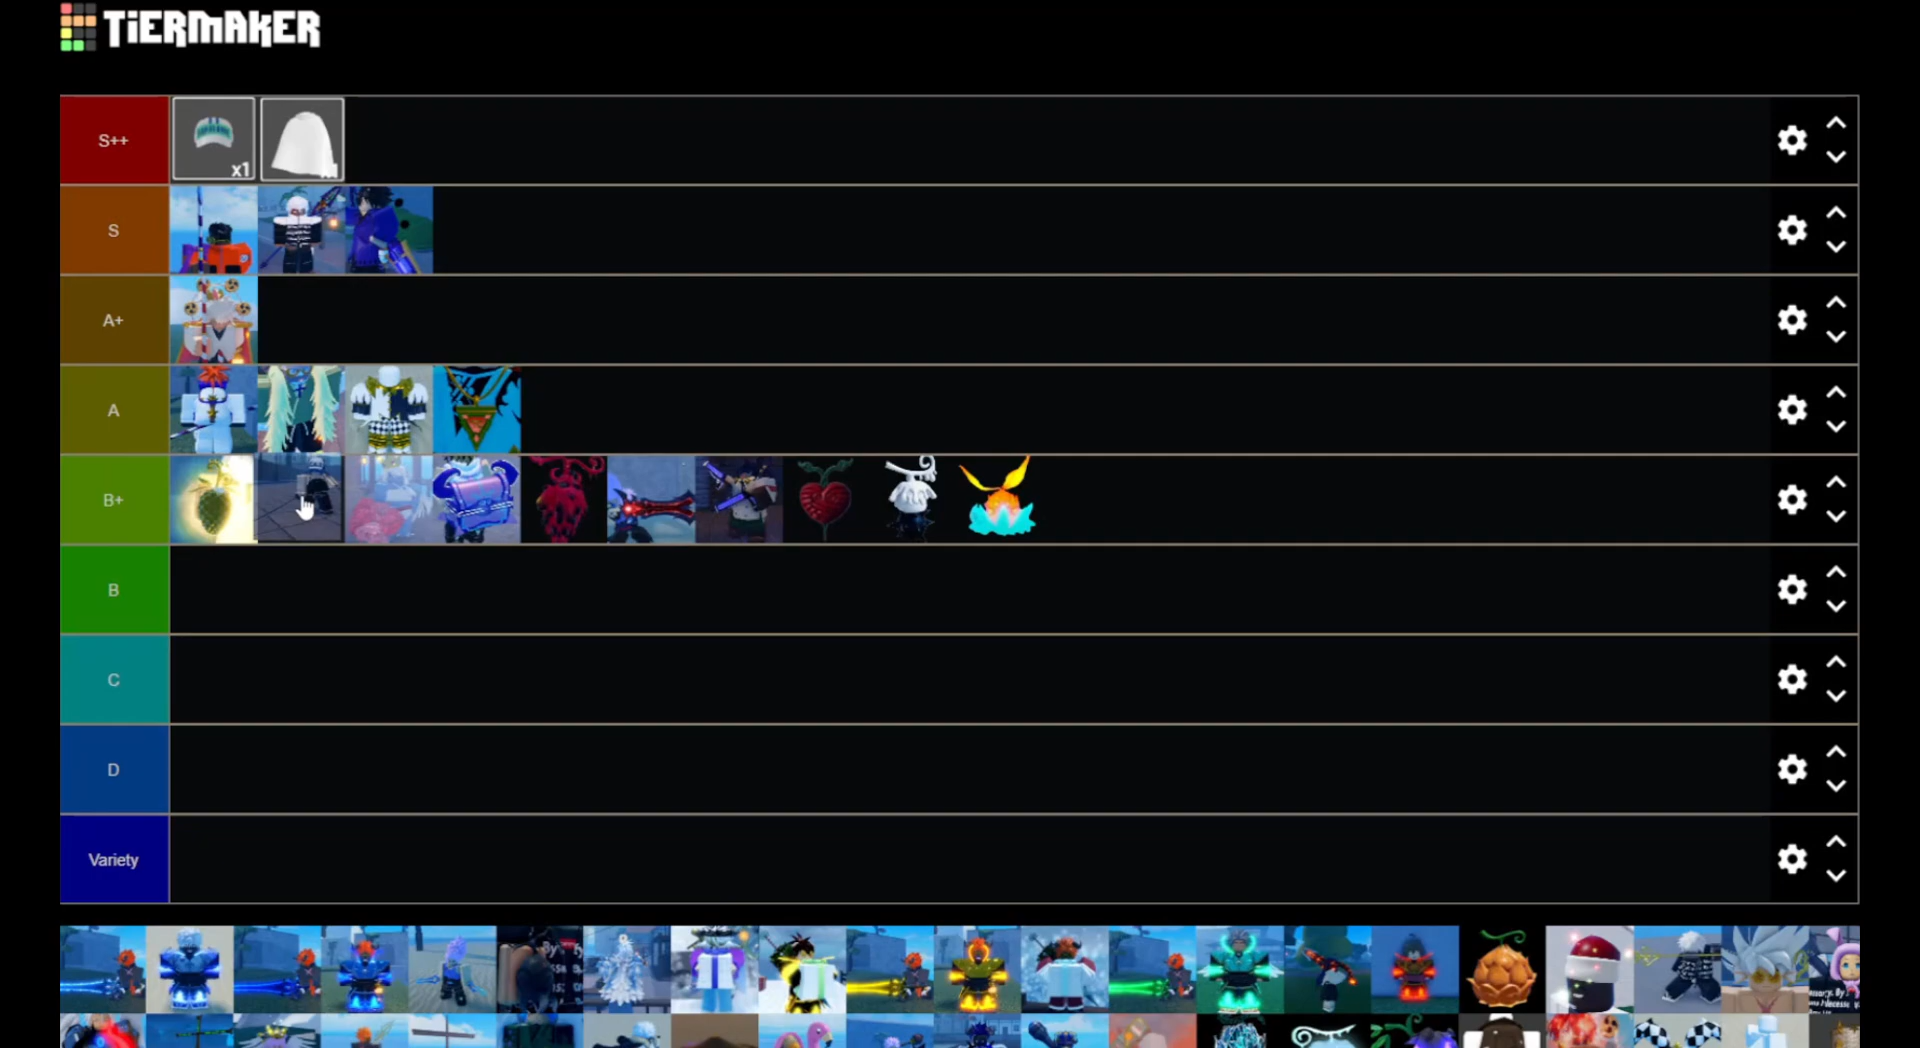 TiERMAKER
S++
x1
S
A+
A
B+
B
C
D
Variety